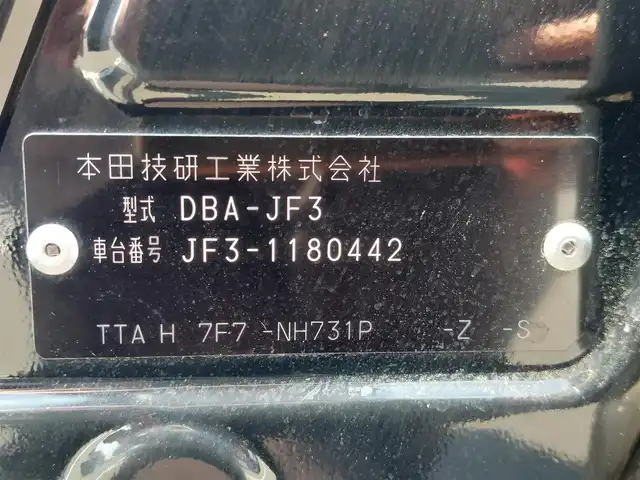 本田技研工業株式会社
型式 DBA-JF3
車台番号 JF3-1180442
TTA H 7F7 -NH731P -Z -S